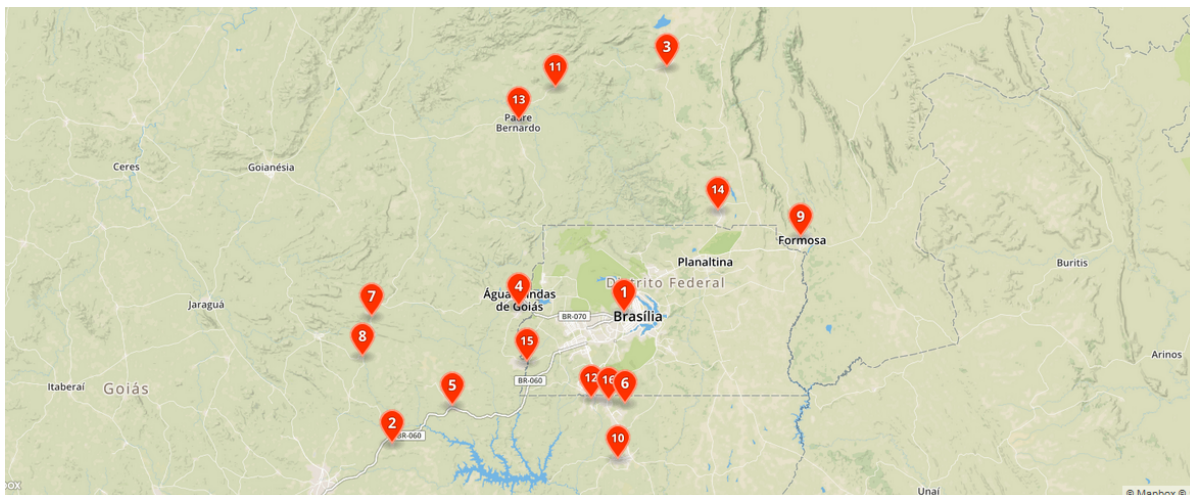 3
11
13
Padre
Bernardo
Ceres
Goianésia
14
9
Formosa
Planaltina
Buritis
Distrito Federal
4
1
7
Jaraguá
de Goiás
BR-070
Brasília
8
15
Arinos
Itaberaí
Goiás
5
BR-060
12
16
6
2
BR-060
10
Unaí
© Mapbox ©